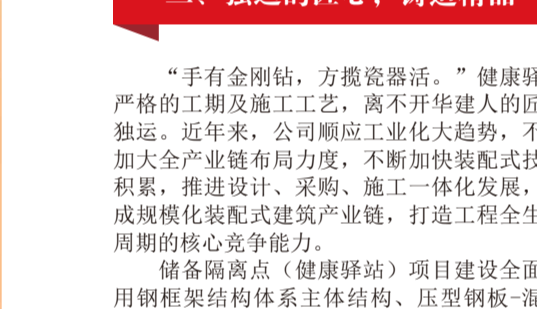 “手有金刚钻，方揽瓷器活。”健康驿
严格的工期及施工工艺，离不开华建人的匠
独运。近年来，公司顺应工业化大趋势，不
加大全产业链布局力度，不断加快装配式技
积累，推进设计、采购、施工一体化发展，
成规模化装配式建筑产业链，打造工程全生
周期的核心竞争能力。
储备隔离点（健康驿站）项目建设全面
用钢框架结构体系主体结构、压型钢板-混